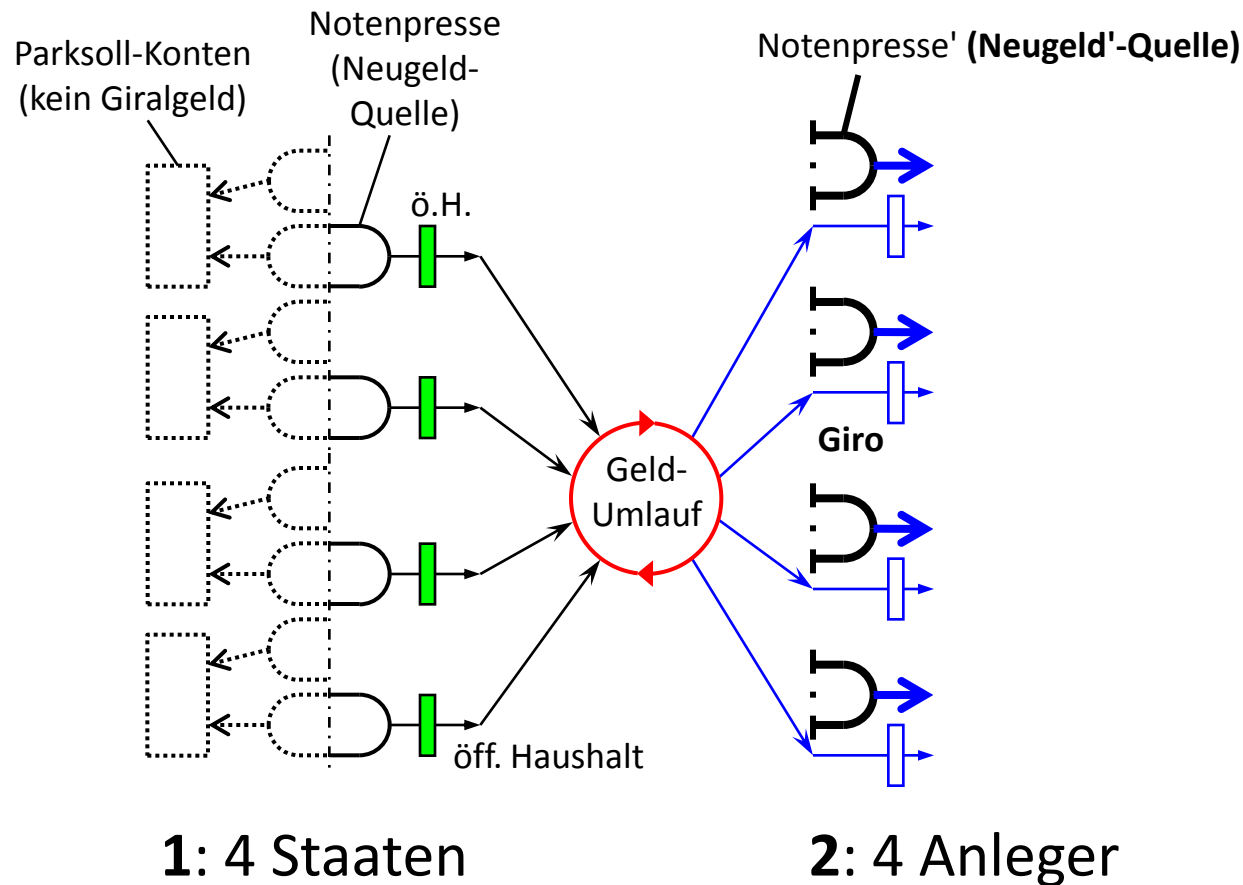 Parksoll-Konten
(kein Giralgeld)
Notenpresse
(Neugeld-
Quelle)
Notenpresse' (Neugeld'-Quelle)
ö.H.
Giro
Geld-
Umlauf
öff. Haushalt
1: 4 Staaten
2: 4 Anleger